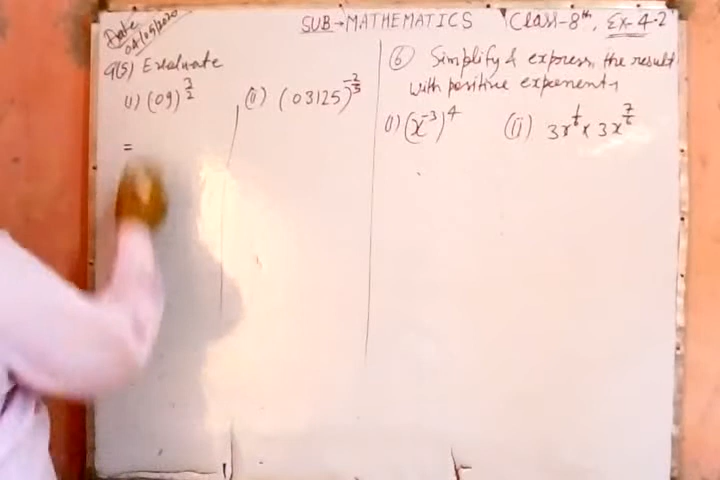 SUB→MATHEMATICS Class-8th, Ex-4.2
Date 04/05/2020
Q(5) Evaluate
(i) (09)^3/2 (ii) (03125)^-2/5
=
⑥ Simplify & express the result
with positive exponents
(i) (x^-3)^4 (ii) 3x^1/6 × 3x^7/6